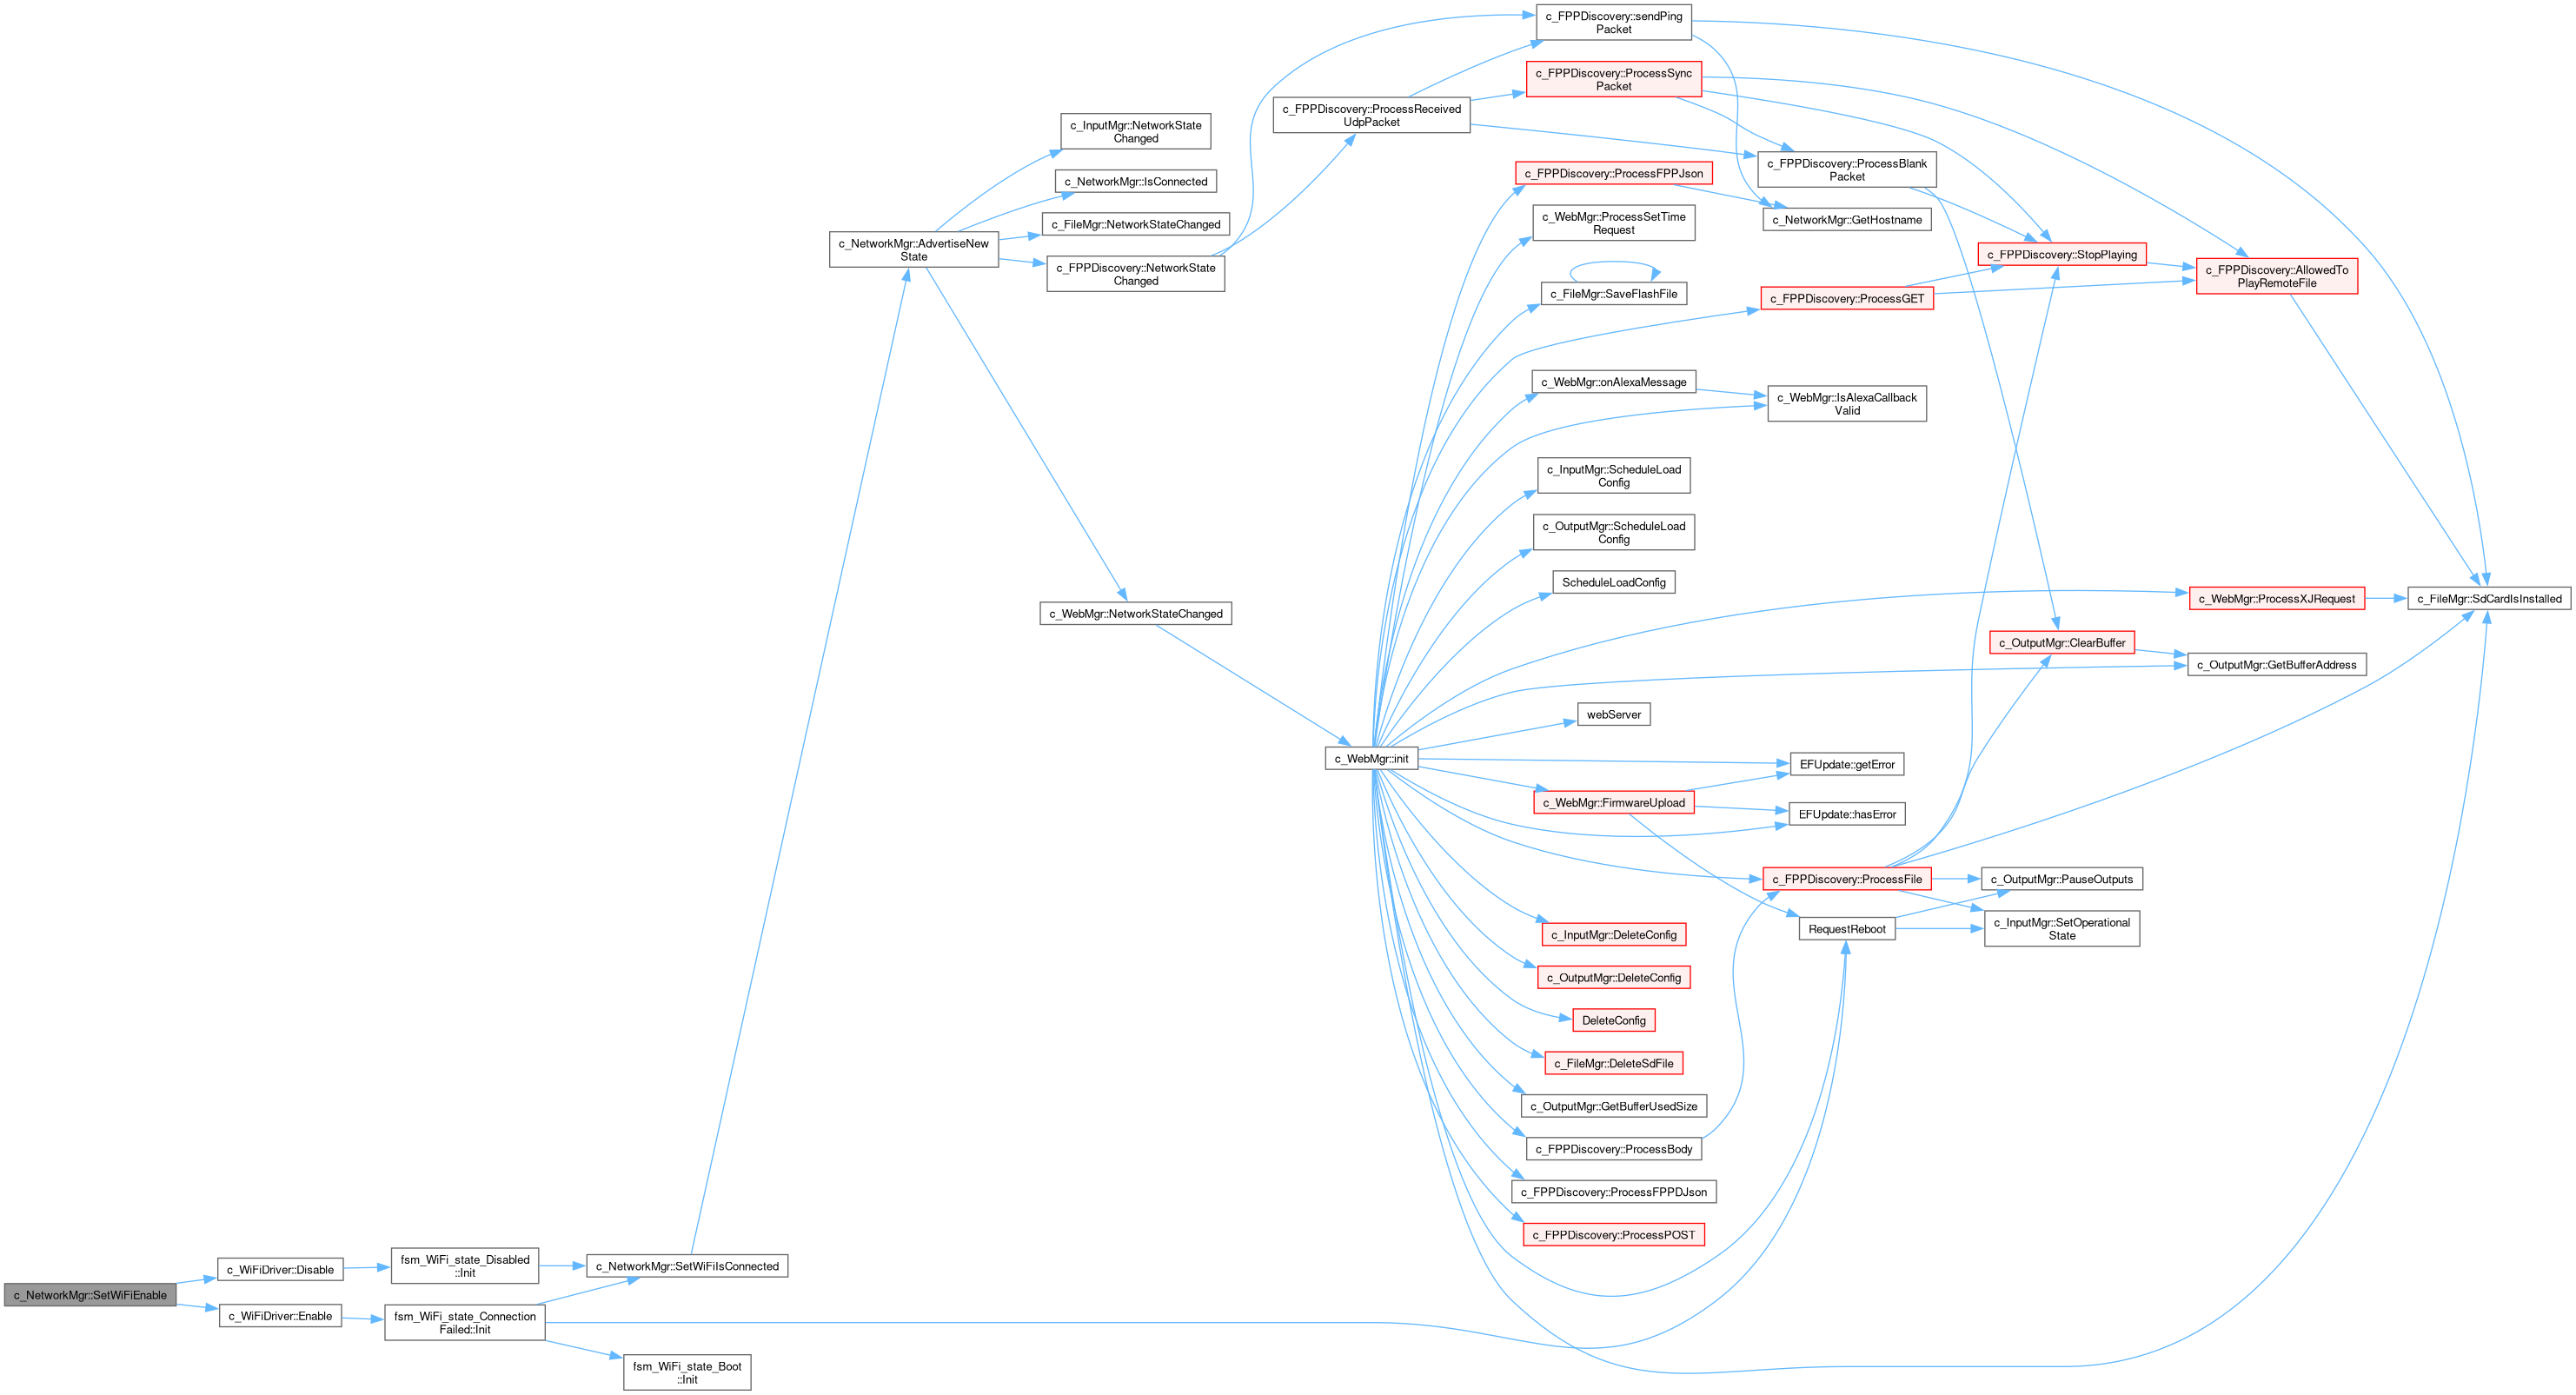 c_NetworkMgr::SetWiFiEnable
c_WiFiDriver::Disable
c_WiFiDriver::Enable
fsm_WiFi_state_Disabled
::Init
fsm_WiFi_state_Connection
Failed::Init
c_NetworkMgr::SetWiFiIsConnected
fsm_WiFi_state_Boot
::Init
c_NetworkMgr::AdvertiseNew
State
c_InputMgr::NetworkState
Changed
c_NetworkMgr::IsConnected
c_FileMgr::NetworkStateChanged
c_FPPDiscovery::NetworkState
Changed
c_WebMgr::NetworkStateChanged
c_FPPDiscovery::ProcessReceived
UdpPacket
c_WebMgr::init
c_FPPDiscovery::sendPing
Packet
c_FPPDiscovery::ProcessSync
Packet
c_FPPDiscovery::ProcessFPPJson
c_WebMgr::ProcessSetTime
Request
c_FileMgr::SaveFlashFile
c_WebMgr::onAlexaMessage
c_InputMgr::ScheduleLoad
Config
c_OutputMgr::ScheduleLoad
Config
ScheduleLoadConfig
webServer
c_WebMgr::FirmwareUpload
c_InputMgr::DeleteConfig
c_OutputMgr::DeleteConfig
DeleteConfig
c_FileMgr::DeleteSdFile
c_OutputMgr::GetBufferUsedSize
c_FPPDiscovery::ProcessBody
c_FPPDiscovery::ProcessFPPDJson
c_FPPDiscovery::ProcessPOST
c_FPPDiscovery::ProcessBlank
Packet
c_NetworkMgr::GetHostname
c_FPPDiscovery::ProcessGET
c_WebMgr::IsAlexaCallback
Valid
EFUpdate::getError
EFUpdate::hasError
c_FPPDiscovery::ProcessFile
RequestReboot
c_FPPDiscovery::StopPlaying
c_OutputMgr::ClearBuffer
c_OutputMgr::PauseOutputs
c_InputMgr::SetOperational
State
c_FPPDiscovery::AllowedTo
PlayRemoteFile
c_WebMgr::ProcessXJRequest
c_OutputMgr::GetBufferAddress
c_FileMgr::SdCardIsInstalled